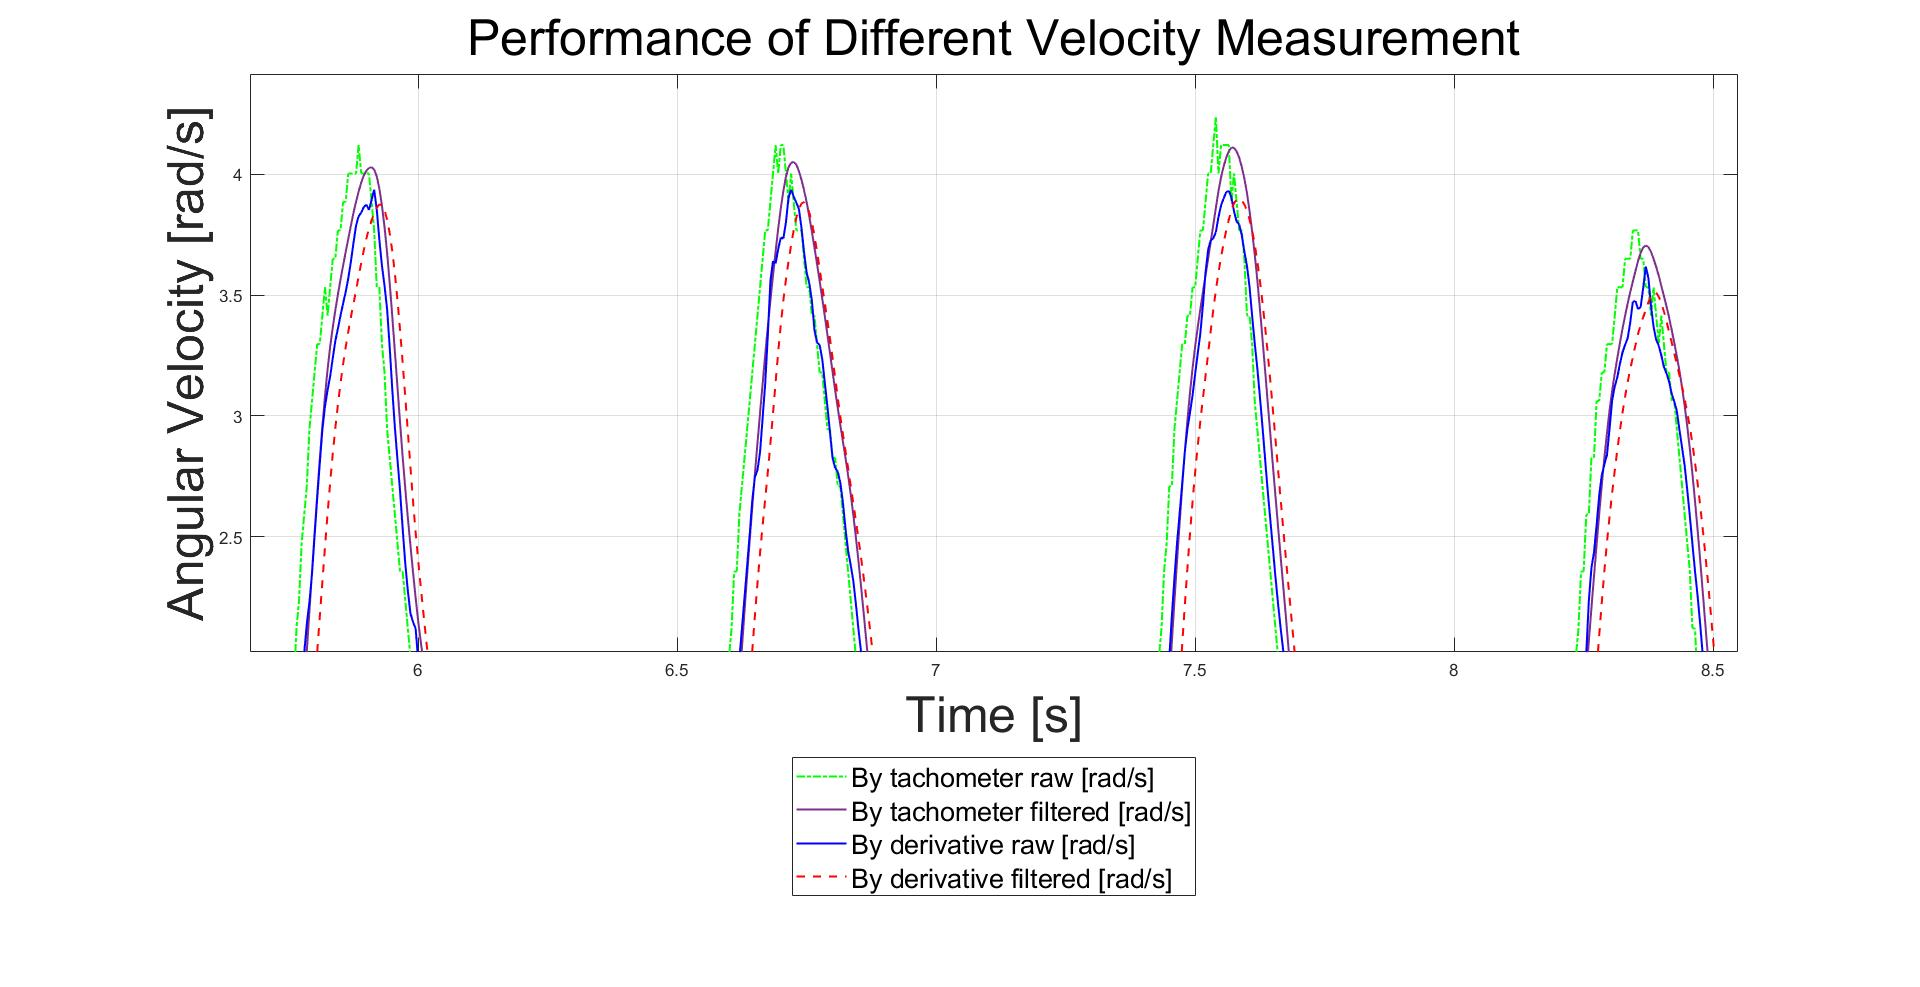 Performance of Different Velocity Measurement
Angular Velocity [rad/s]
4
3.5
3
2.5
6
6.5
7
7.5
8
8.5
Time [s]
By tachometer raw [rad/s]
By tachometer filtered [rad/s]
By derivative raw [rad/s]
By derivative filtered [rad/s]